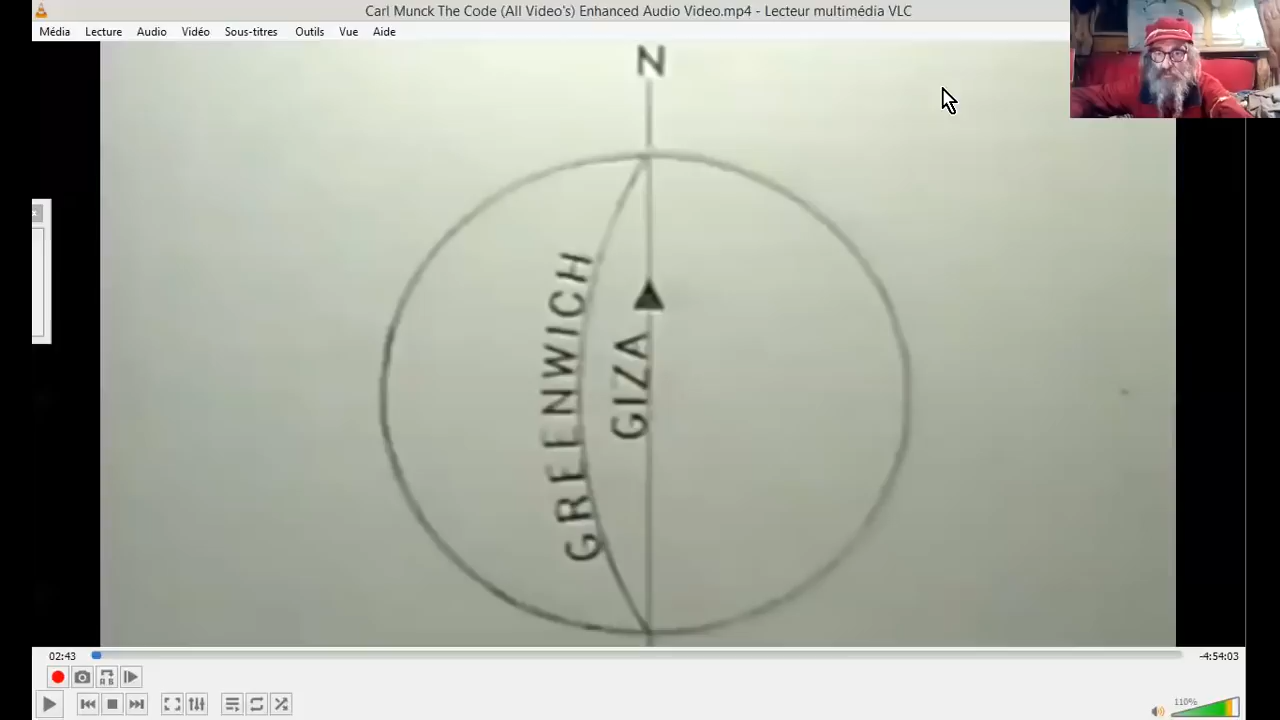 Carl Munck The Code (All Video's) Enhanced Audio Video.mp4 - Lecteur multimédia VLC
Média Lecture Audio Vidéo Sous-titres Outils Vue Aide
N
GREENWICH
GIZA
02:43
-4:54:03
A B
110%